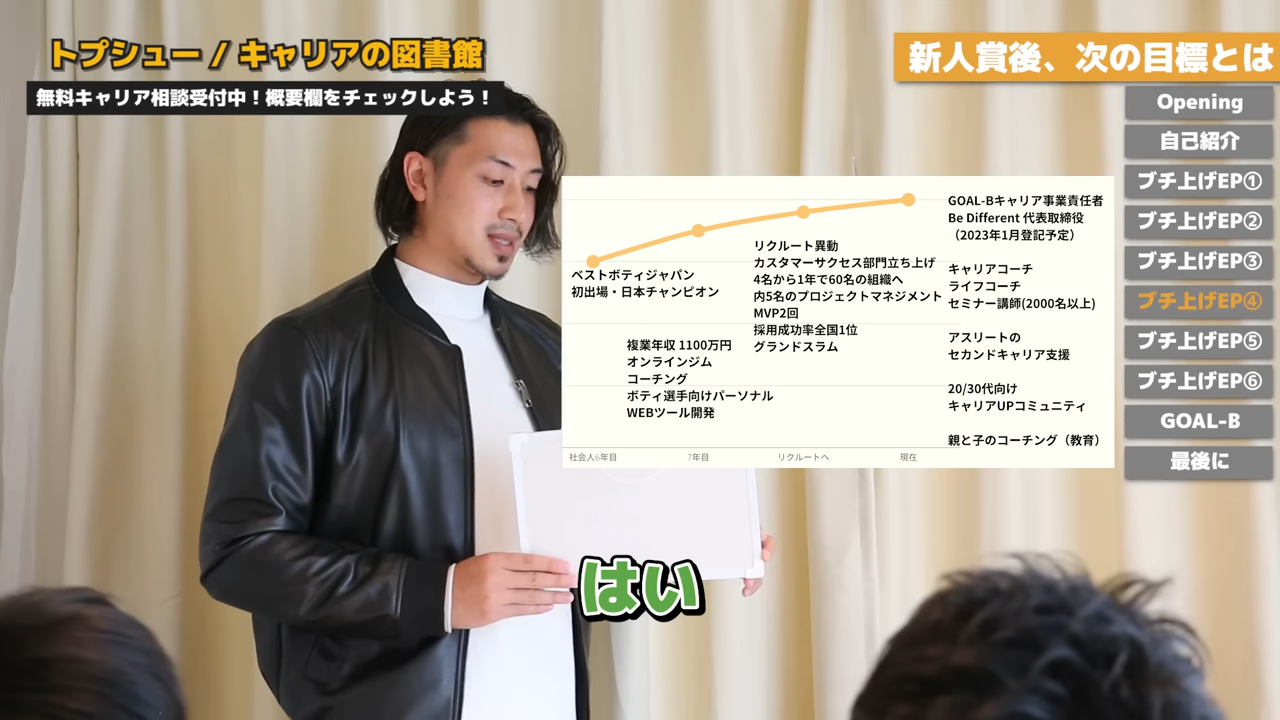 トプシュー / キャリアの図書館
無料キャリア相談受付中！概要欄をチェックしよう！
新人賞後、次の目標とは
Opening
自己紹介
ブチ上げEP①
ブチ上げEP②
ブチ上げEP③
ブチ上げEP④
ブチ上げEP⑤
ブチ上げEP⑥
GOAL-B
最後に
ベストボティジャパン
初出場・日本チャンピオン
複業年収 1100万円
オンラインジム
コーチング
ボティ選手向けパーソナル
WEBツール開発
リクルート異動
カスタマーサクセス部門立ち上げ
4名から1年で60名の組織へ
内5名のプロジェクトマネジメント
MVP2回
採用成功率全国1位
グランドスラム
GOAL-Bキャリア事業責任者
Be Different 代表取締役
（2023年1月登記予定）
キャリアコーチ
ライフコーチ
セミナー講師(2000名以上)
アスリートの
セカンドキャリア支援
20/30代向け
キャリアUPコミュニティ
親と子のコーチング（教育）
社会人6年目
7年目
リクルートへ
現在
はい